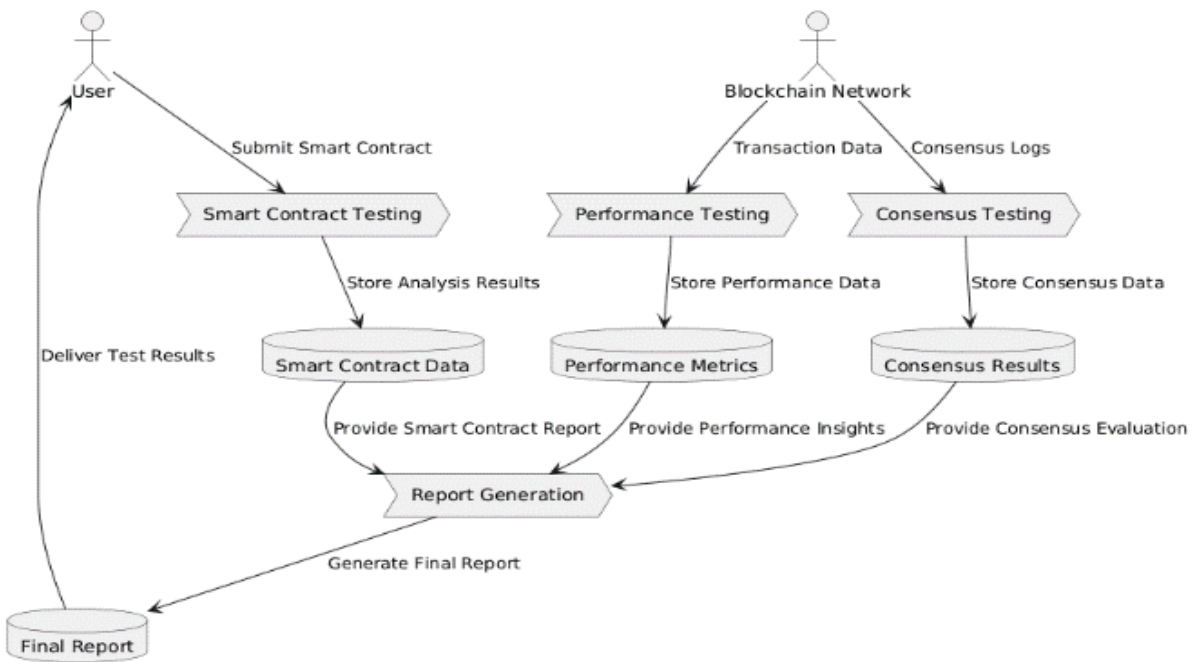 User
Blockchain Network
Submit Smart Contract
Transaction Data
Consensus Logs
Smart Contract Testing
Performance Testing
Consensus Testing
Store Analysis Results
Store Performance Data
Store Consensus Data
Deliver Test Results
Smart Contract Data
Performance Metrics
Consensus Results
Provide Smart Contract Report
Provide Performance Insights
Provide Consensus Evaluation
Report Generation
Generate Final Report
Final Report